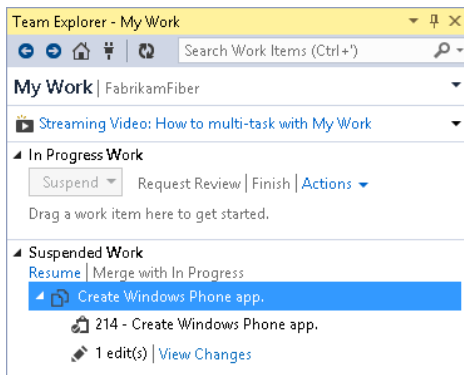 Team Explorer - My Work
Search Work Items (Ctrl+')
My Work | FabrikamFiber
Streaming Video: How to multi-task with My Work
In Progress Work
Suspend Request Review | Finish | Actions
Drag a work item here to get started.
Suspended Work
Resume | Merge with In Progress
Create Windows Phone app.
214 - Create Windows Phone app.
1 edit(s) | View Changes